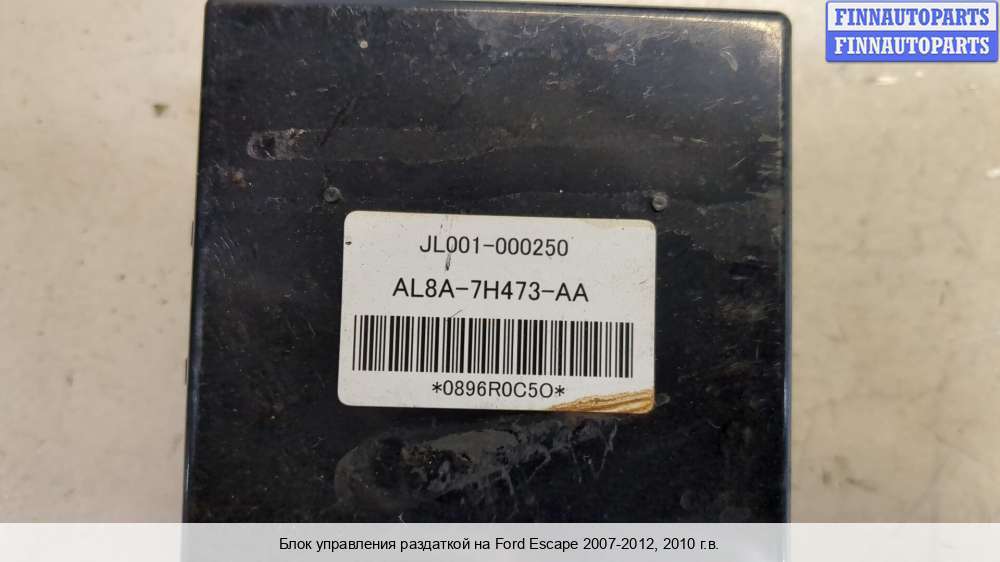 FINNAUTOPARTS
FINNAUTOPARTS
JL001-000250
AL8A-7H473-AA
*0896R0C5O*
Блок управления раздаткой на Ford Escape 2007-2012, 2010 г.в.